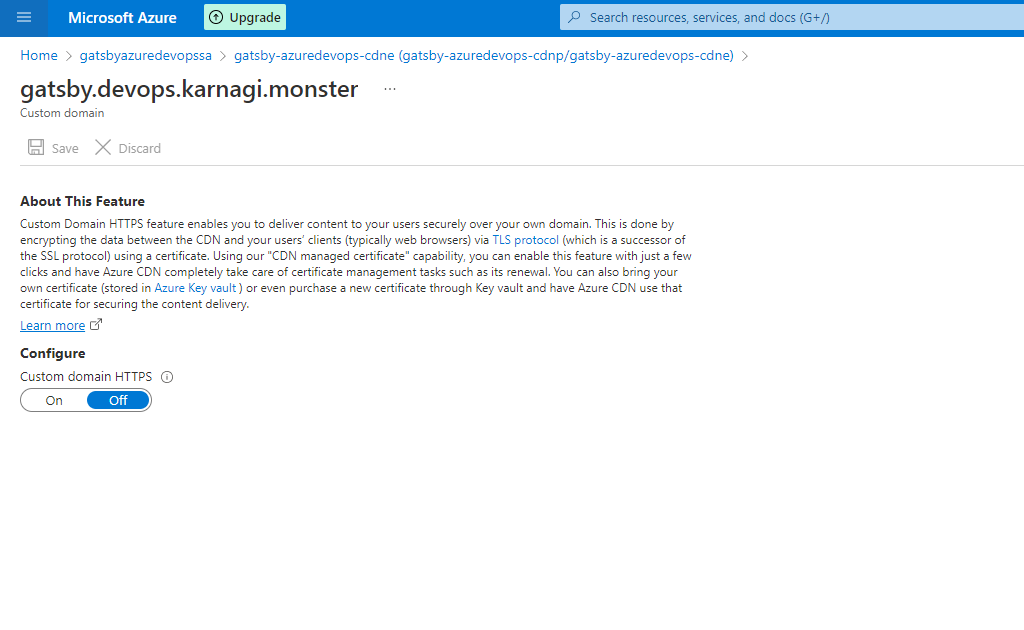 Microsoft Azure
Upgrade
Search resources, services, and docs (G+/)
Home > gatsbyazuredevopssa > gatsby-azuredevops-cdne (gatsby-azuredevops-cdnp/gatsby-azuredevops-cdne) >
gatsby.devops.karnagi.monster ...
Custom domain
Save Discard
About This Feature
Custom Domain HTTPS feature enables you to deliver content to your users securely over your own domain. This is done by
encrypting the data between the CDN and your users' clients (typically web browsers) via TLS protocol (which is a successor of
the SSL protocol) using a certificate. Using our "CDN managed certificate" capability, you can enable this feature with just a few
clicks and have Azure CDN completely take care of certificate management tasks such as its renewal. You can also bring your
own certificate (stored in Azure Key vault ) or even purchase a new certificate through Key vault and have Azure CDN use that
certificate for securing the content delivery.
Learn more
Configure
Custom domain HTTPS
On Off